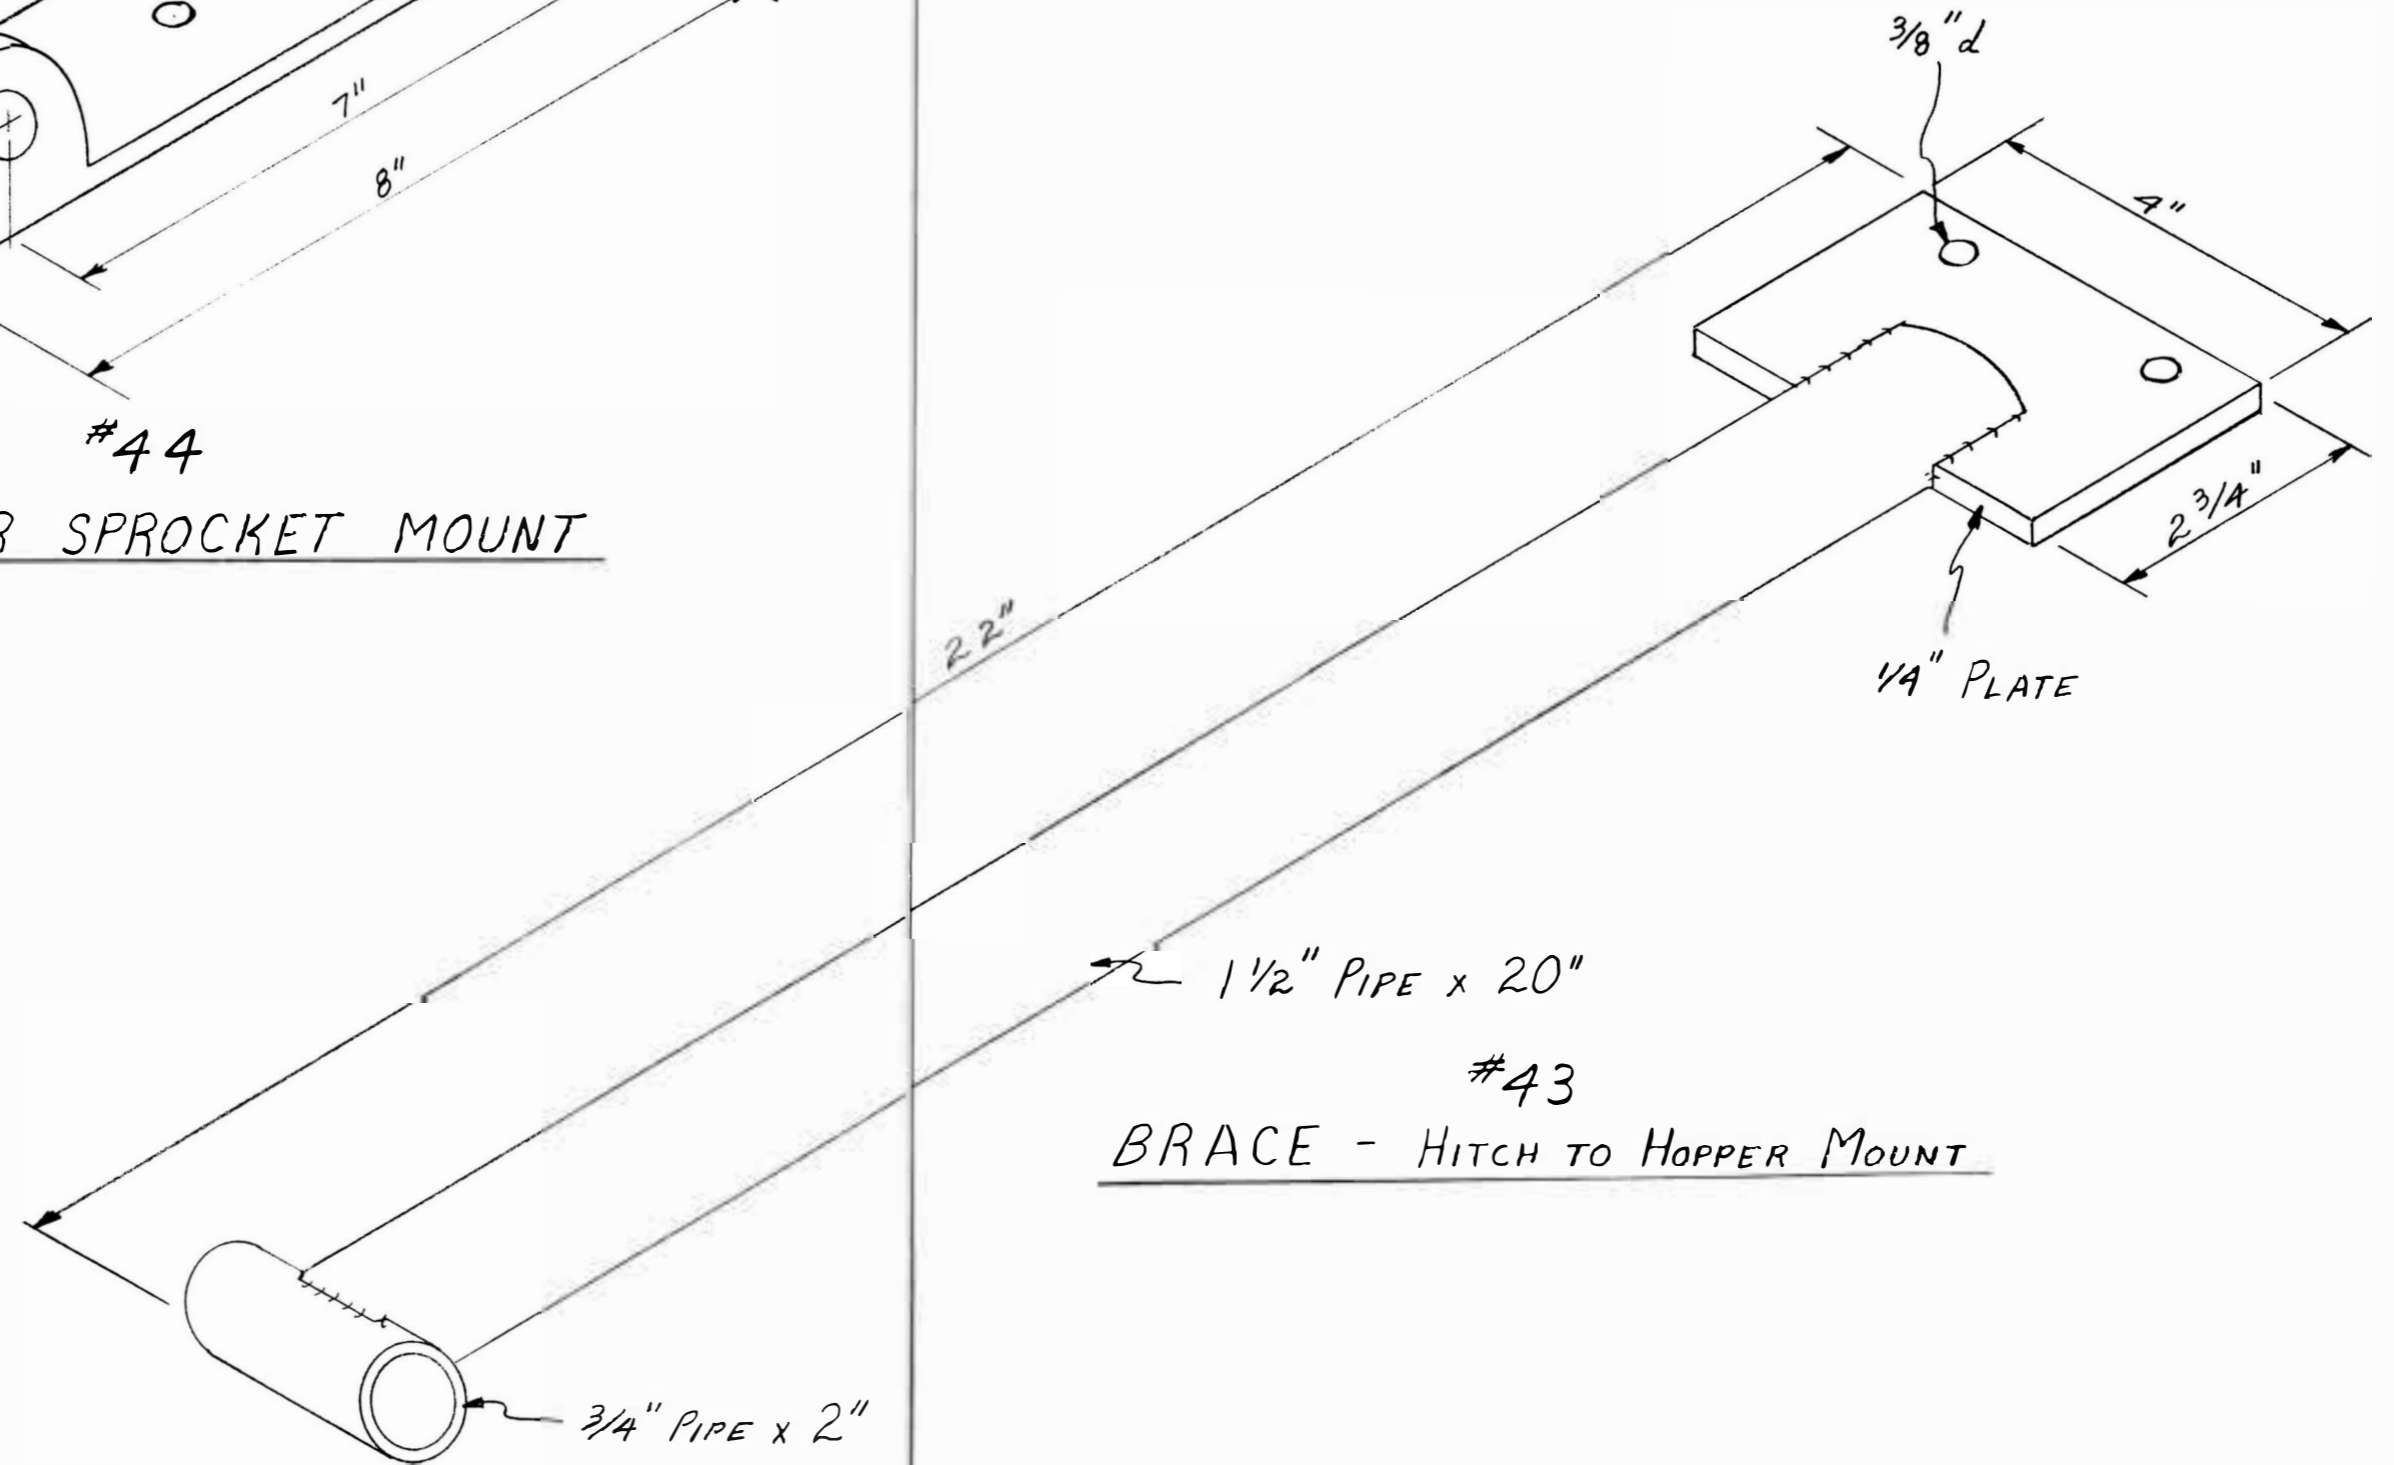 3/8" d
7"
8"
4"
#44
SPROCKET MOUNT
2 3/4"
22"
1/4" PLATE
1 1/2" PIPE x 20"
#43
BRACE - HITCH TO HOPPER MOUNT
3/4" PIPE x 2"